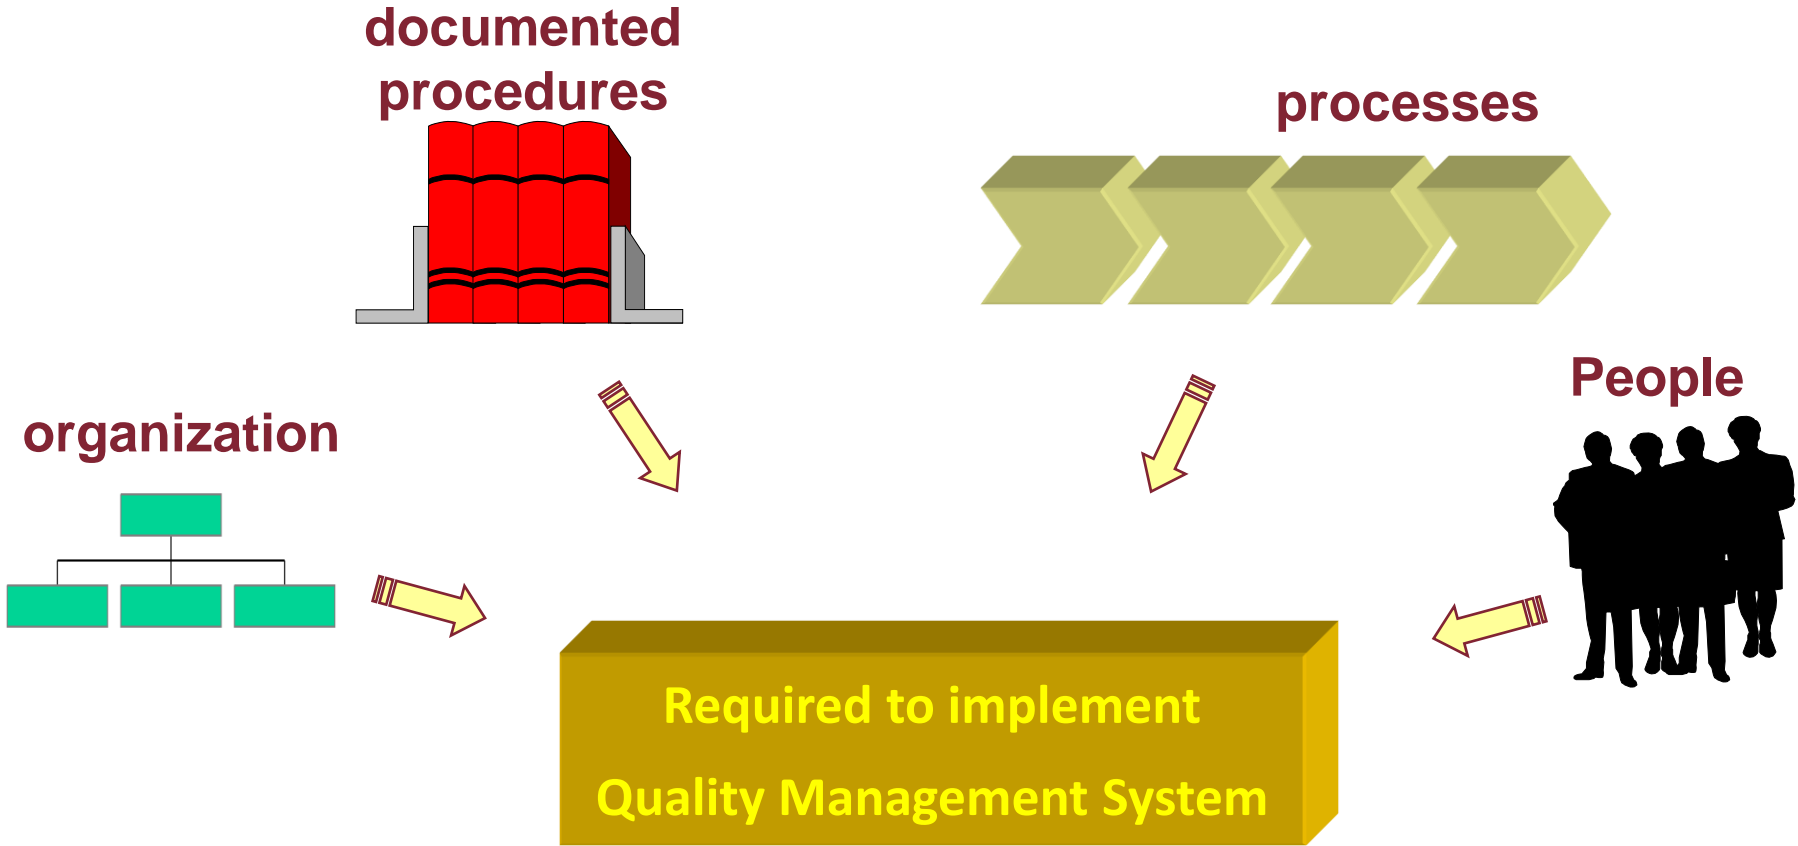 documented
procedures
processes
People
organization
Required to implement
Quality Management System